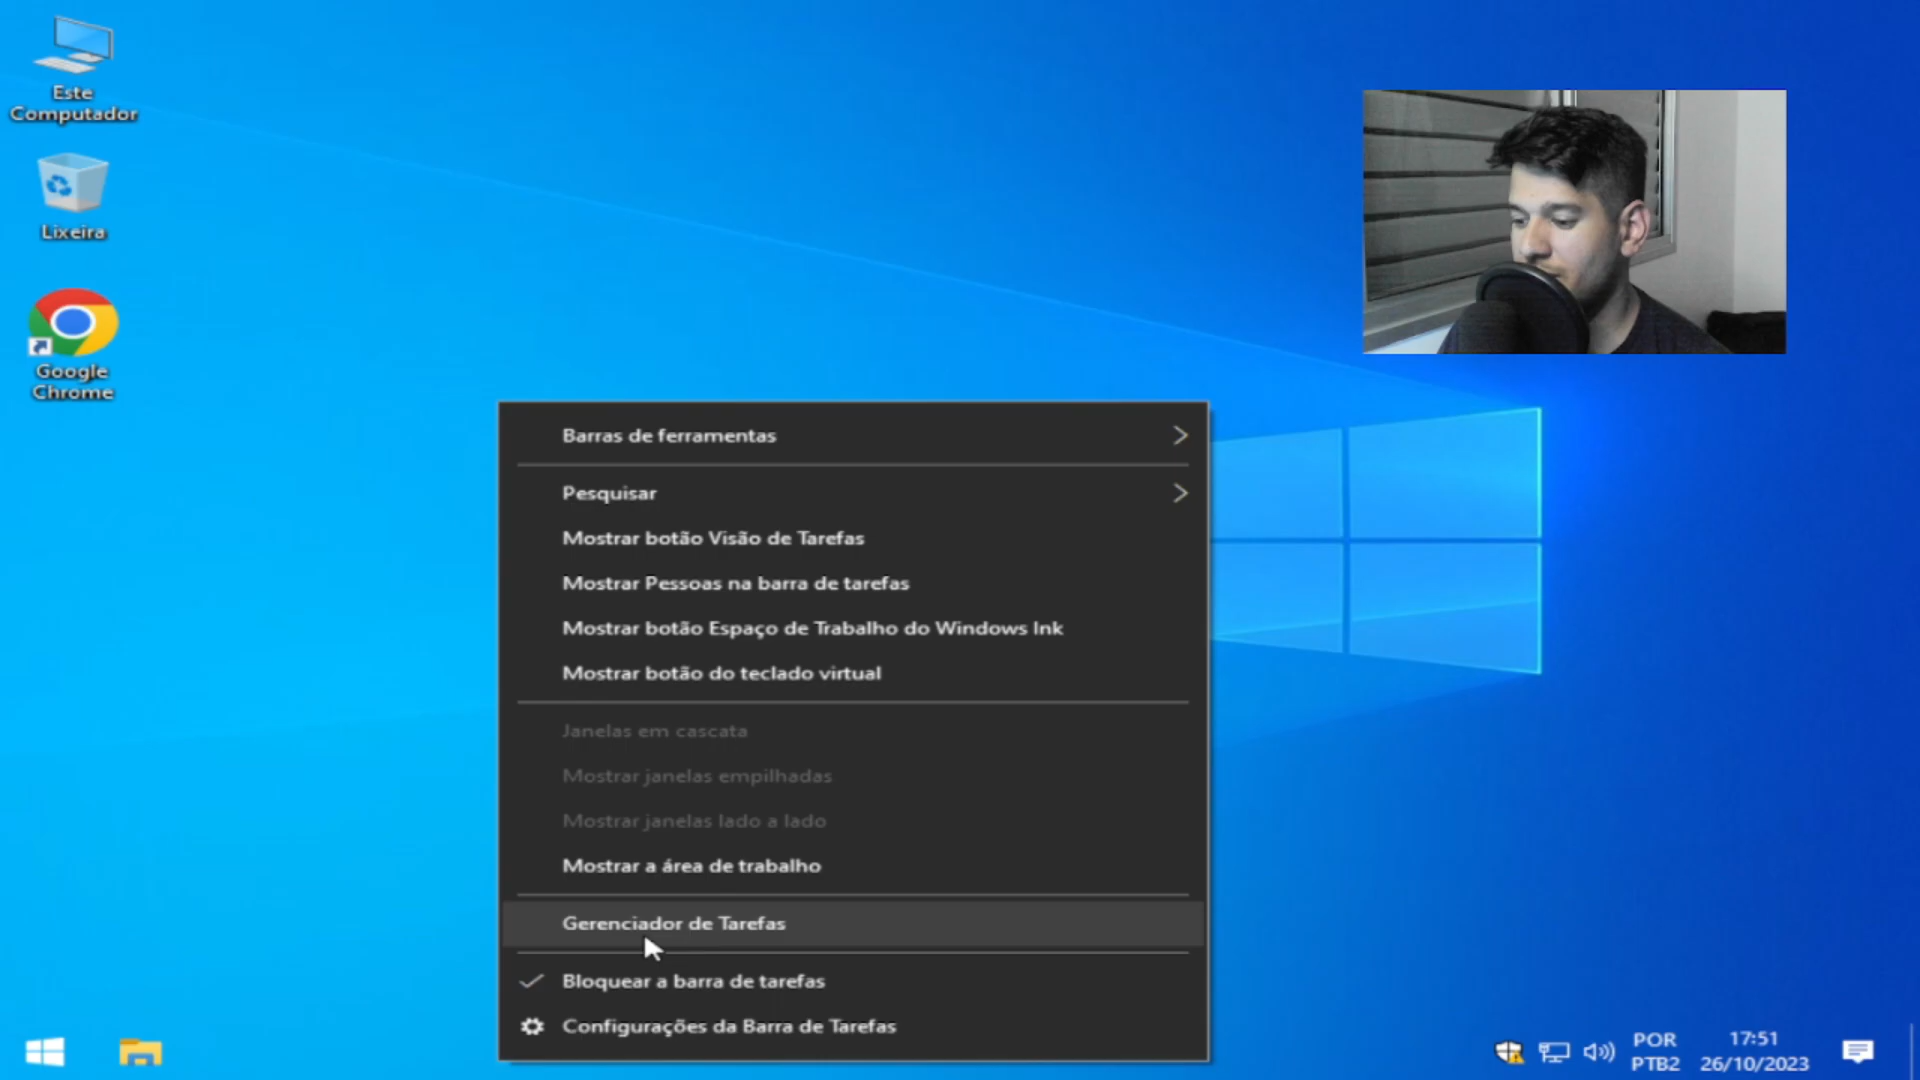 Este
Computador
Lixeira
Google
Chrome
Barras de ferramentas
Pesquisar
Mostrar botão Visão de Tarefas
Mostrar Pessoas na barra de tarefas
Mostrar botão Espaço de Trabalho do Windows Ink
Mostrar botão do teclado virtual
Janelas em cascata
Mostrar janelas empilhadas
Mostrar janelas lado a lado
Mostrar a área de trabalho
Gerenciador de Tarefas
Bloquear a barra de tarefas
Configurações da Barra de Tarefas
POR
PTB2
17:51
26/10/2023